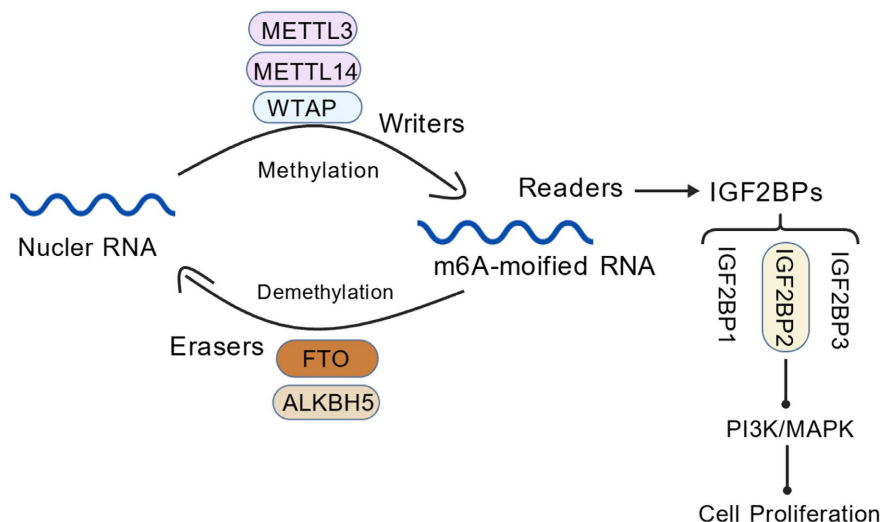 METTL3
METTL14
WTAP
Writers
Methylation
Nucler RNA
m6A-moified RNA
Demethylation
Erasers
FTO
ALKBH5
Readers
IGF2BPs
IGF2BP1
IGF2BP2
IGF2BP3
PI3K/MAPK
Cell Proliferation